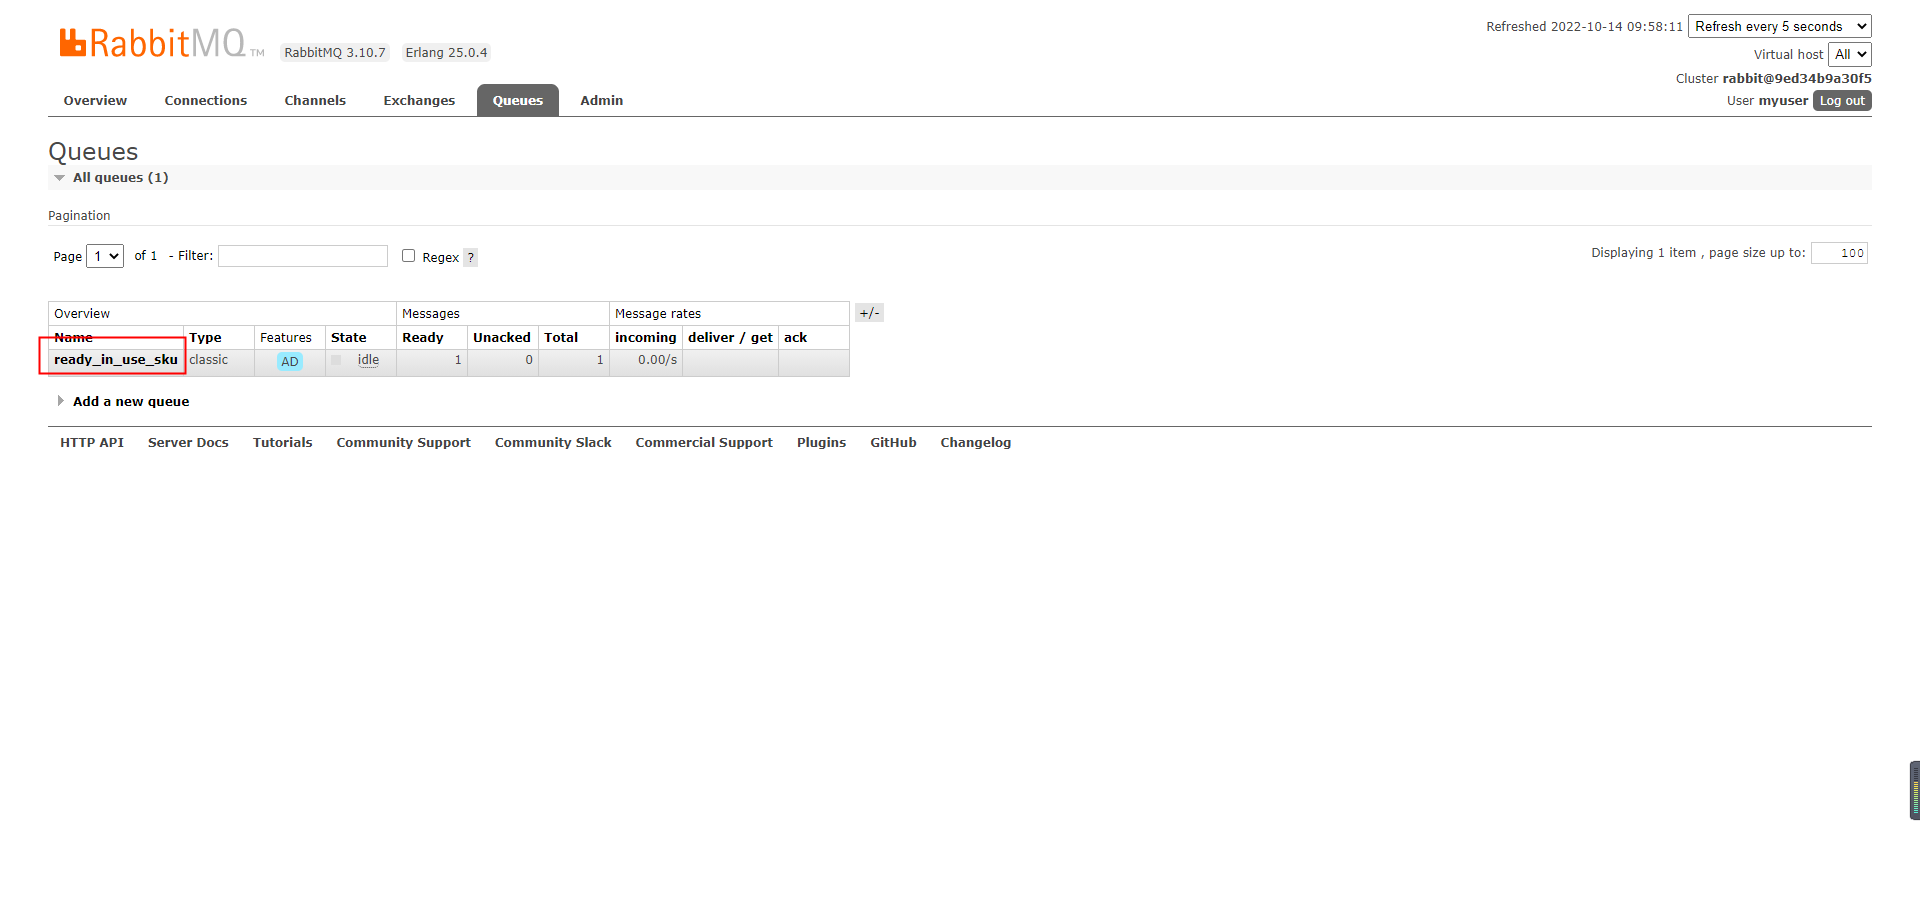 RabbitMQ TM RabbitMQ 3.10.7 Erlang 25.0.4
Refreshed 2022-10-14 09:58:11 Refresh every 5 seconds
Virtual host All
Cluster rabbit@9ed34b9a30f5
User myuser Log out
Overview Connections Channels Exchanges Queues Admin
Queues
All queues (1)
Pagination
Page 1 of 1 - Filter: Regex ? Displaying 1 item , page size up to: 100
Overview Messages Message rates +/-
Name Type Features State Ready Unacked Total incoming deliver / get ack
ready_in_use_sku classic AD idle 1 0 1 0.00/s
Add a new queue
HTTP API Server Docs Tutorials Community Support Community Slack Commercial Support Plugins GitHub Changelog